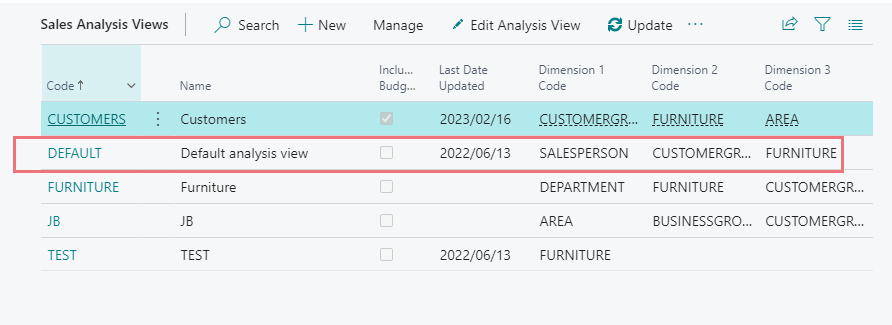 Sales Analysis Views Search New Manage Edit Analysis View Update ...
Inclu... Last Date Dimension 1 Dimension 2 Dimension 3
Code ↑ Name Budg... Updated Code Code Code
CUSTOMERS Customers 2023/02/16 CUSTOMERGR... FURNITURE AREA
DEFAULT Default analysis view 2022/06/13 SALESPERSON CUSTOMERGR... FURNITURE
FURNITURE Furniture DEPARTMENT FURNITURE CUSTOMERGR...
JB JB AREA BUSINESSGRO... CUSTOMERGR...
TEST TEST 2022/06/13 FURNITURE